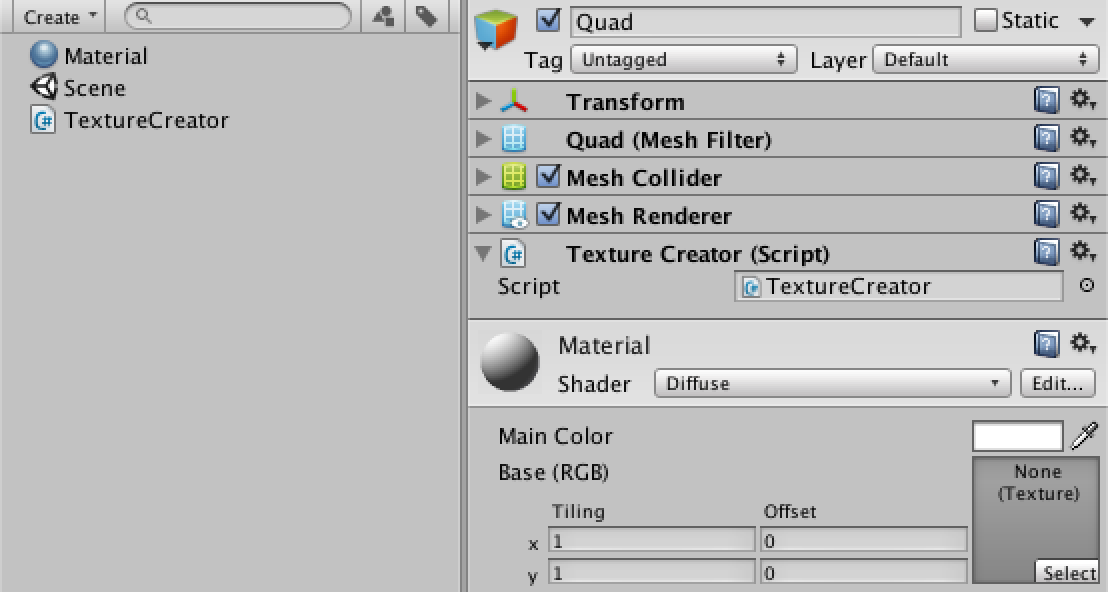 Create
Material
Scene
TextureCreator
Quad
Static
Tag Untagged Layer Default
Transform
Quad (Mesh Filter)
Mesh Collider
Mesh Renderer
Texture Creator (Script)
Script TextureCreator
Material
Shader Diffuse Edit...
Main Color
Base (RGB)
None
(Texture)
Tiling Offset
x 1 0
y 1 0
Select